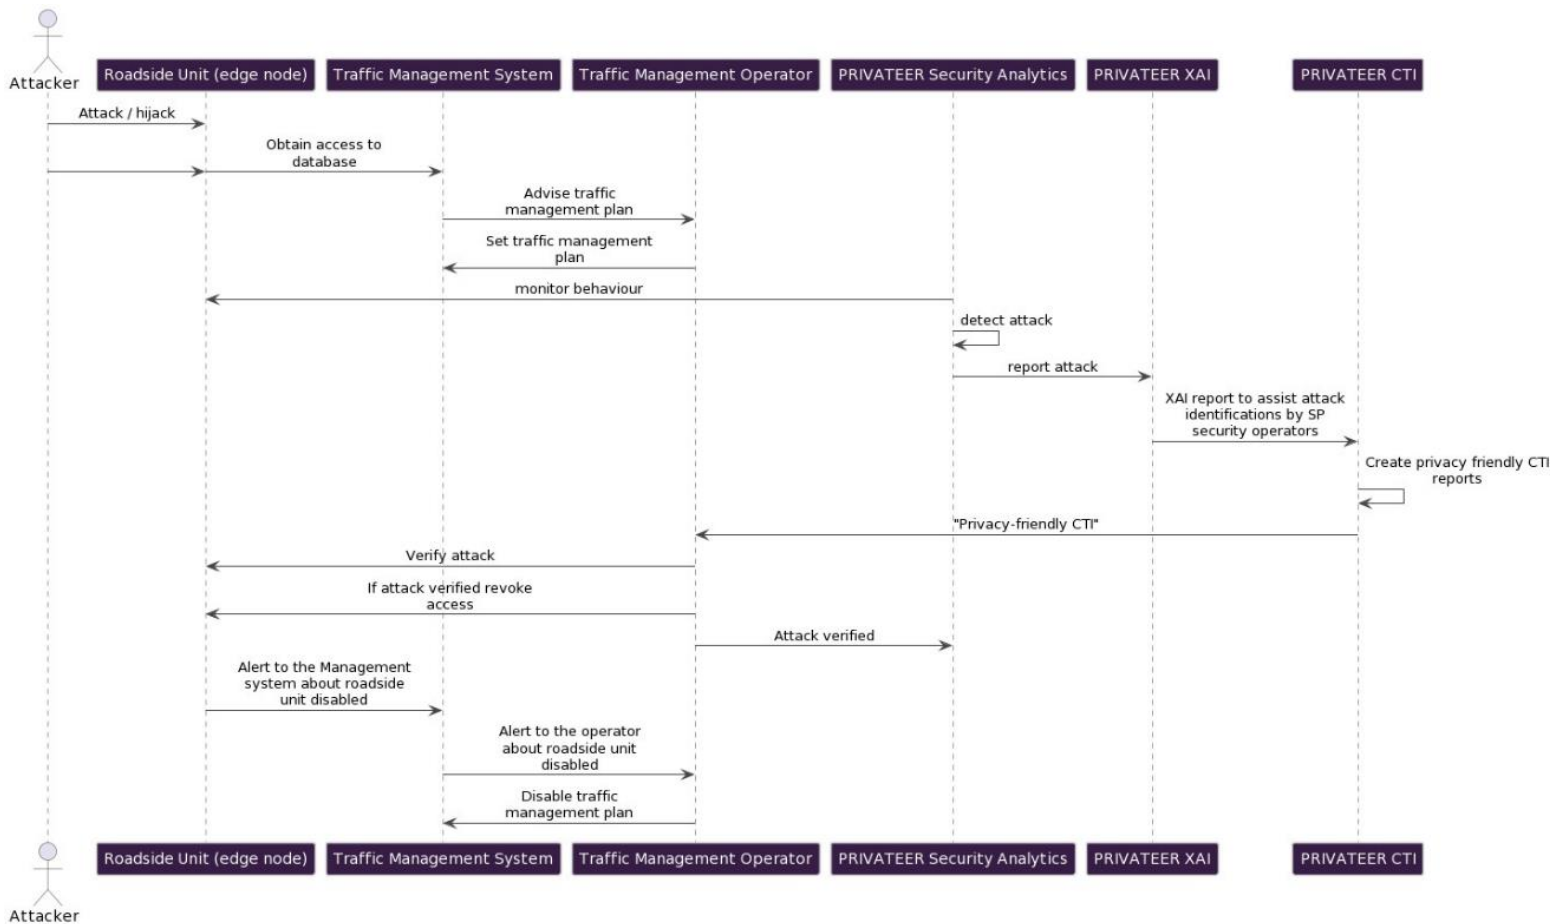 Attacker
Roadside Unit (edge node)
Traffic Management System
Traffic Management Operator
PRIVATEER Security Analytics
PRIVATEER XAI
PRIVATEER CTI
Attack / hijack
Obtain access to
database
Advise traffic
management plan
Set traffic management
plan
monitor behaviour
detect attack
report attack
XAI report to assist attack
identifications by SP
security operators
Create privacy friendly CTI
reports
"Privacy-friendly CTI"
Verify attack
If attack verified revoke
access
Attack verified
Alert to the Management
system about roadside
unit disabled
Alert to the operator
about roadside unit
disabled
Disable traffic
management plan
Roadside Unit (edge node)
Traffic Management System
Traffic Management Operator
PRIVATEER Security Analytics
PRIVATEER XAI
PRIVATEER CTI
Attacker